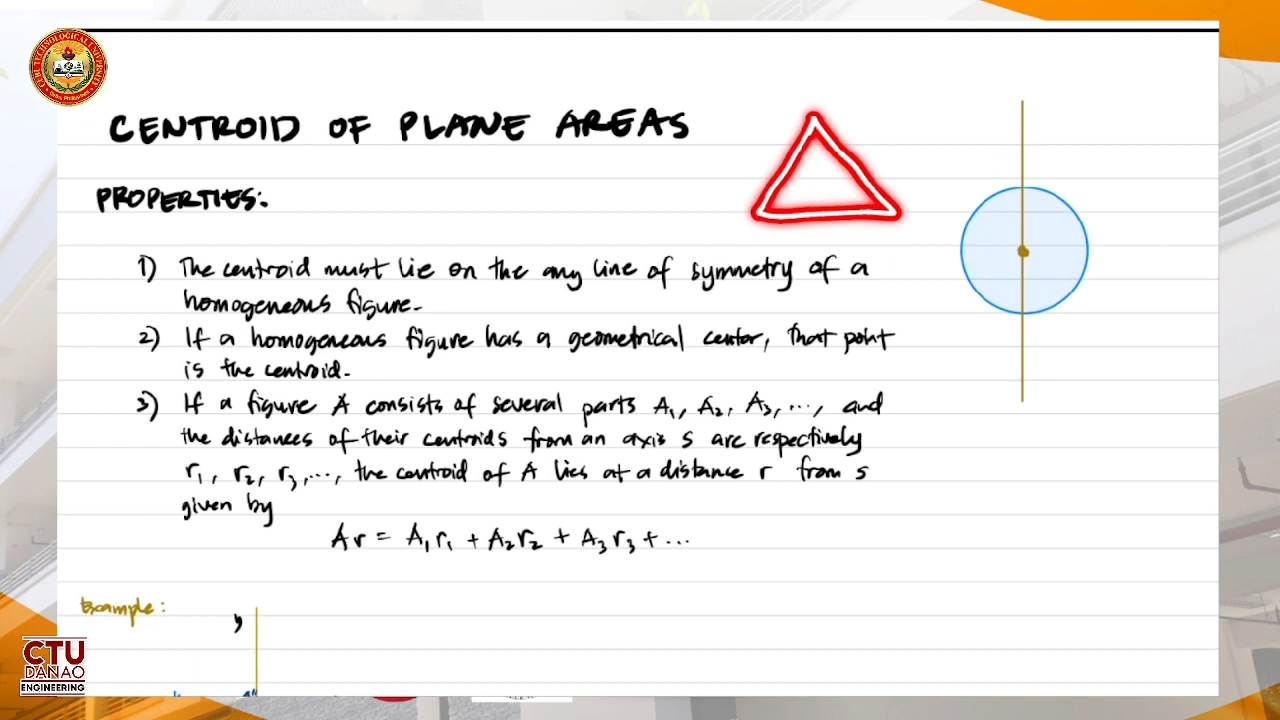 CENTROID OF PLANE AREAS
PROPERTIES:
1) The centroid must lie on the any line of symmetry of a
homogeneous figure.
2) If a homogeneous figure has a geometrical center, that point
is the centroid.
3) If a figure A consists of several parts A₁, A₂, A₃, ..., and
the distances of their centroids from an axis s are respectively
r₁, r₂, r₃, ..., the centroid of A lies at a distance r from s
given by
Ar = A₁r₁ + A₂r₂ + A₃r₃ + ...
Example:
y
CTU
DANAO
ENGINEERING
CEBU TECHNOLOGICAL UNIVERSITY